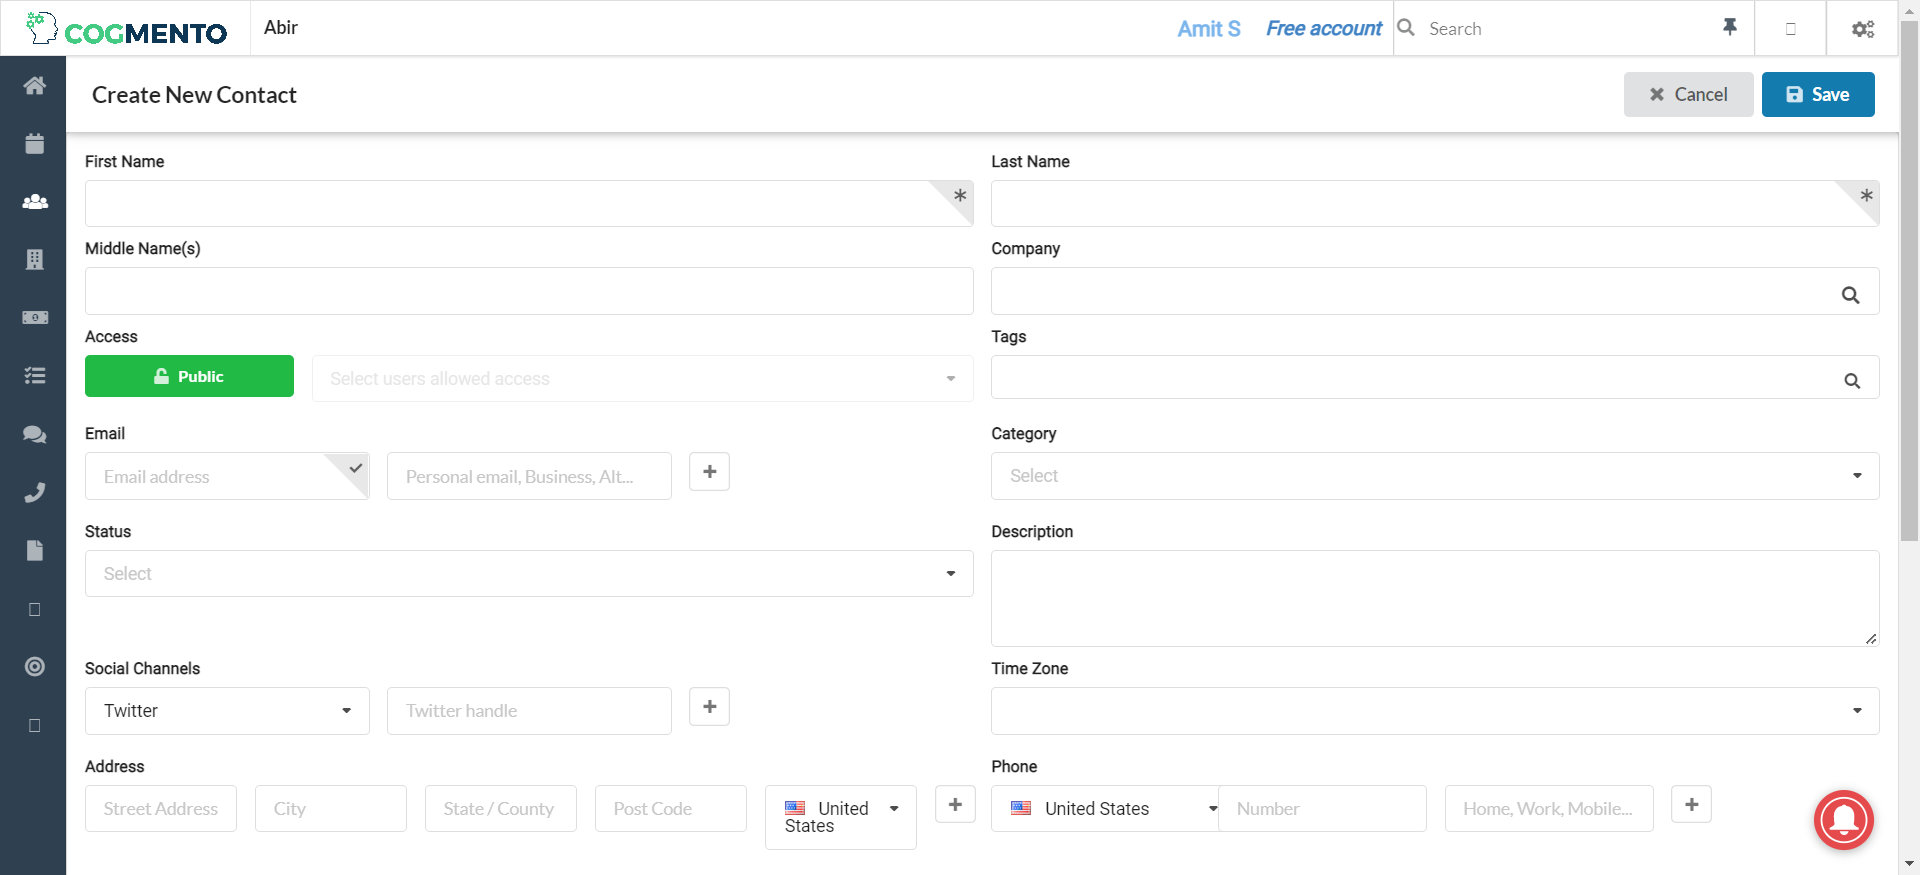 COGMENTO
Abir
Amit S
Free account
Search
Create New Contact
Cancel
Save
First Name
Last Name
*
*
Middle Name(s)
Company
Access
Tags
Public
Select users allowed access
Email
Category
Email address
Personal email, Business, Alt...
Select
Status
Description
Select
Social Channels
Time Zone
Twitter
Twitter handle
Address
Phone
Street Address
City
State / County
Post Code
United
States
United States
Number
Home, Work, Mobile...